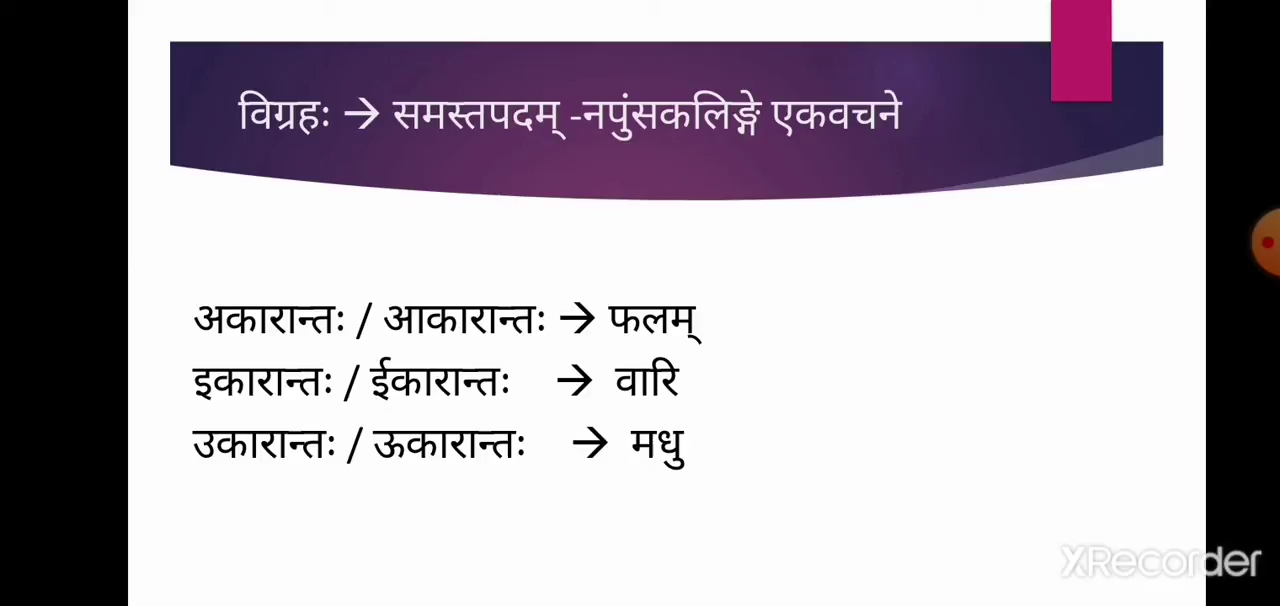 विग्रहः → समस्तपदम् -नपुंसकलिङ्गे एकवचने
अकारान्तः / आकारान्तः → फलम्
इकारान्तः / ईकारान्तः → वारि
उकारान्तः / ऊकारान्तः → मधु
XRecorder